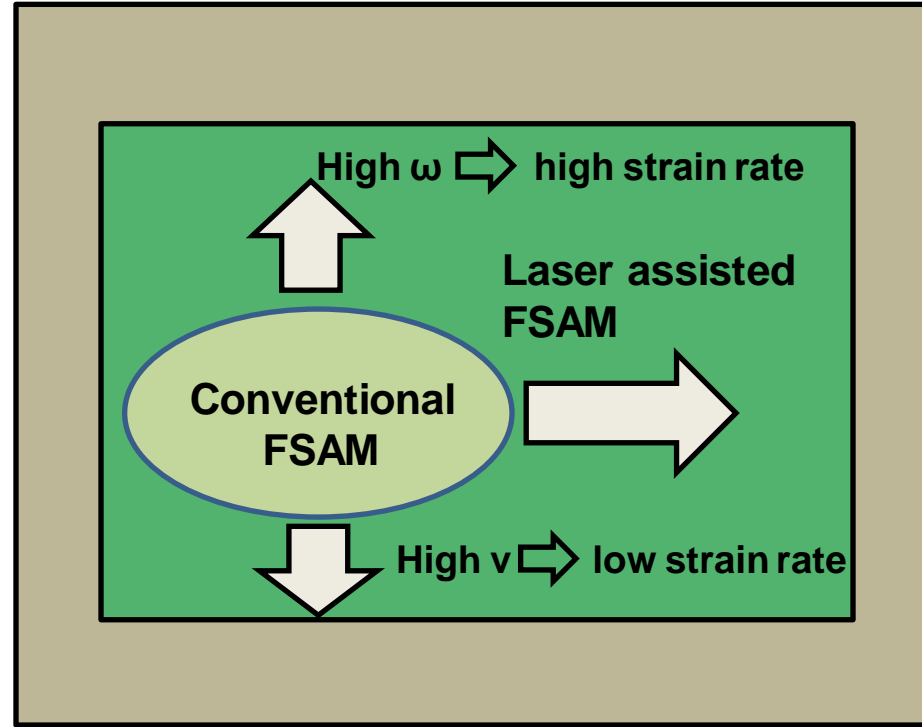 High ω ⇨ high strain rate
Laser assisted
FSAM
Conventional
FSAM
High v ⇨ low strain rate